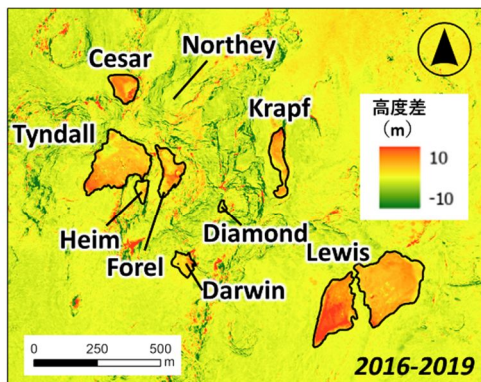 Northey
Cesar
Krapf
Tyndall
高度差
（m）
10
-10
Heim
Diamond
Forel
Lewis
Darwin
0 250 500
m
2016-2019